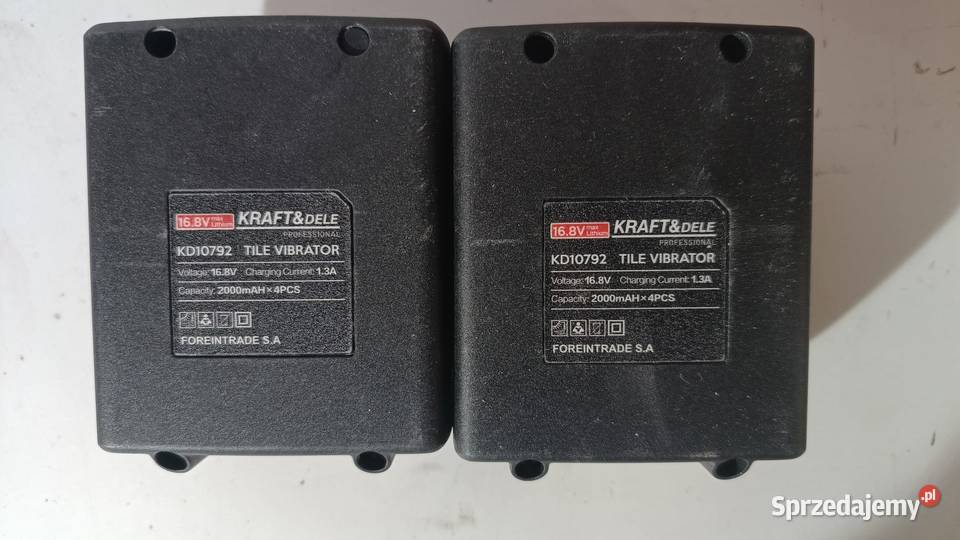 16.8V max Lithium KRAFT&DELE
PROFESSIONAL
KD10792 TILE VIBRATOR
Voltage: 16.8V Charging Current: 1.3A
Capacity: 2000mAH×4PCS
FOREINTRADE S.A
16.8V max Lithium KRAFT&DELE
PROFESSIONAL
KD10792 TILE VIBRATOR
Voltage: 16.8V Charging Current: 1.3A
Capacity: 2000mAH×4PCS
FOREINTRADE S.A
Sprzedajemy.pl